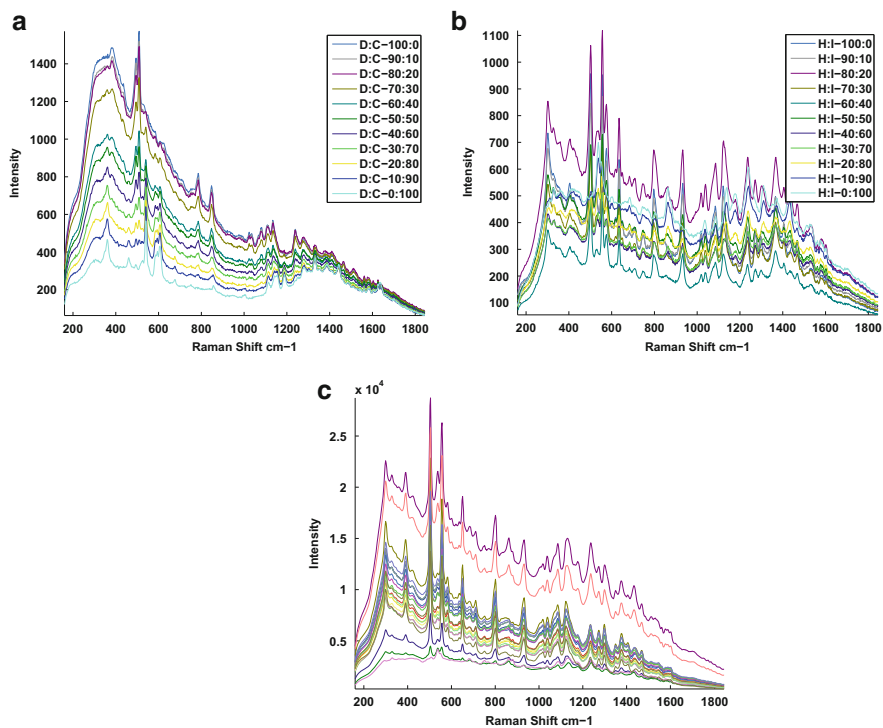 a
1400
1200
1000
800
600
400
200
Intensity
160 400 600 800 1000 1200 1400 1600 1800
Raman Shift cm−1
D:C−100:0
D:C−90:10
D:C−80:20
D:C−70:30
D:C−60:40
D:C−50:50
D:C−40:60
D:C−30:70
D:C−20:80
D:C−10:90
D:C−0:100
b
1100
1000
900
800
700
600
500
400
300
200
100
Intensity
160 400 600 800 1000 1200 1400 1600 1800
Raman Shift cm−1
H:I−100:0
H:I−90:10
H:I−80:20
H:I−70:30
H:I−60:40
H:I−50:50
H:I−40:60
H:I−30:70
H:I−20:80
H:I−10:90
H:I−0:100
c
x 10 4
2.5
2
1.5
1
0.5
Intensity
200 400 600 800 1000 1200 1400 1600 1800
Raman Shift cm−1